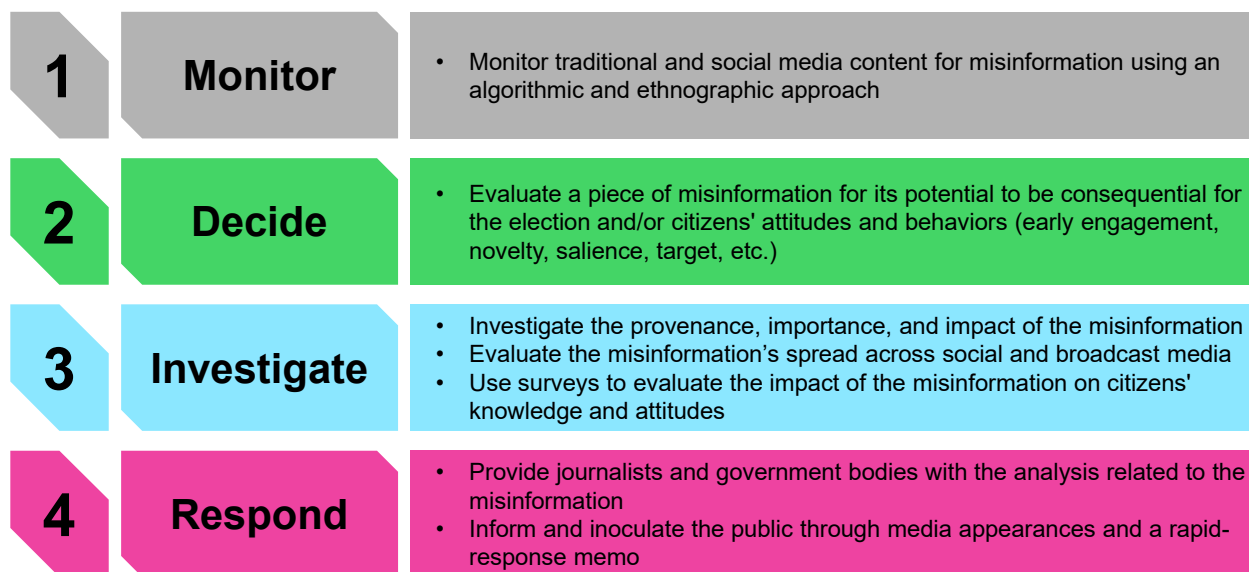 1
Monitor
• Monitor traditional and social media content for misinformation using an
algorithmic and ethnographic approach
2
Decide
• Evaluate a piece of misinformation for its potential to be consequential for
the election and/or citizens' attitudes and behaviors (early engagement,
novelty, salience, target, etc.)
3
Investigate
• Investigate the provenance, importance, and impact of the misinformation
• Evaluate the misinformation’s spread across social and broadcast media
• Use surveys to evaluate the impact of the misinformation on citizens'
knowledge and attitudes
4
Respond
• Provide journalists and government bodies with the analysis related to the
misinformation
• Inform and inoculate the public through media appearances and a rapid-
response memo